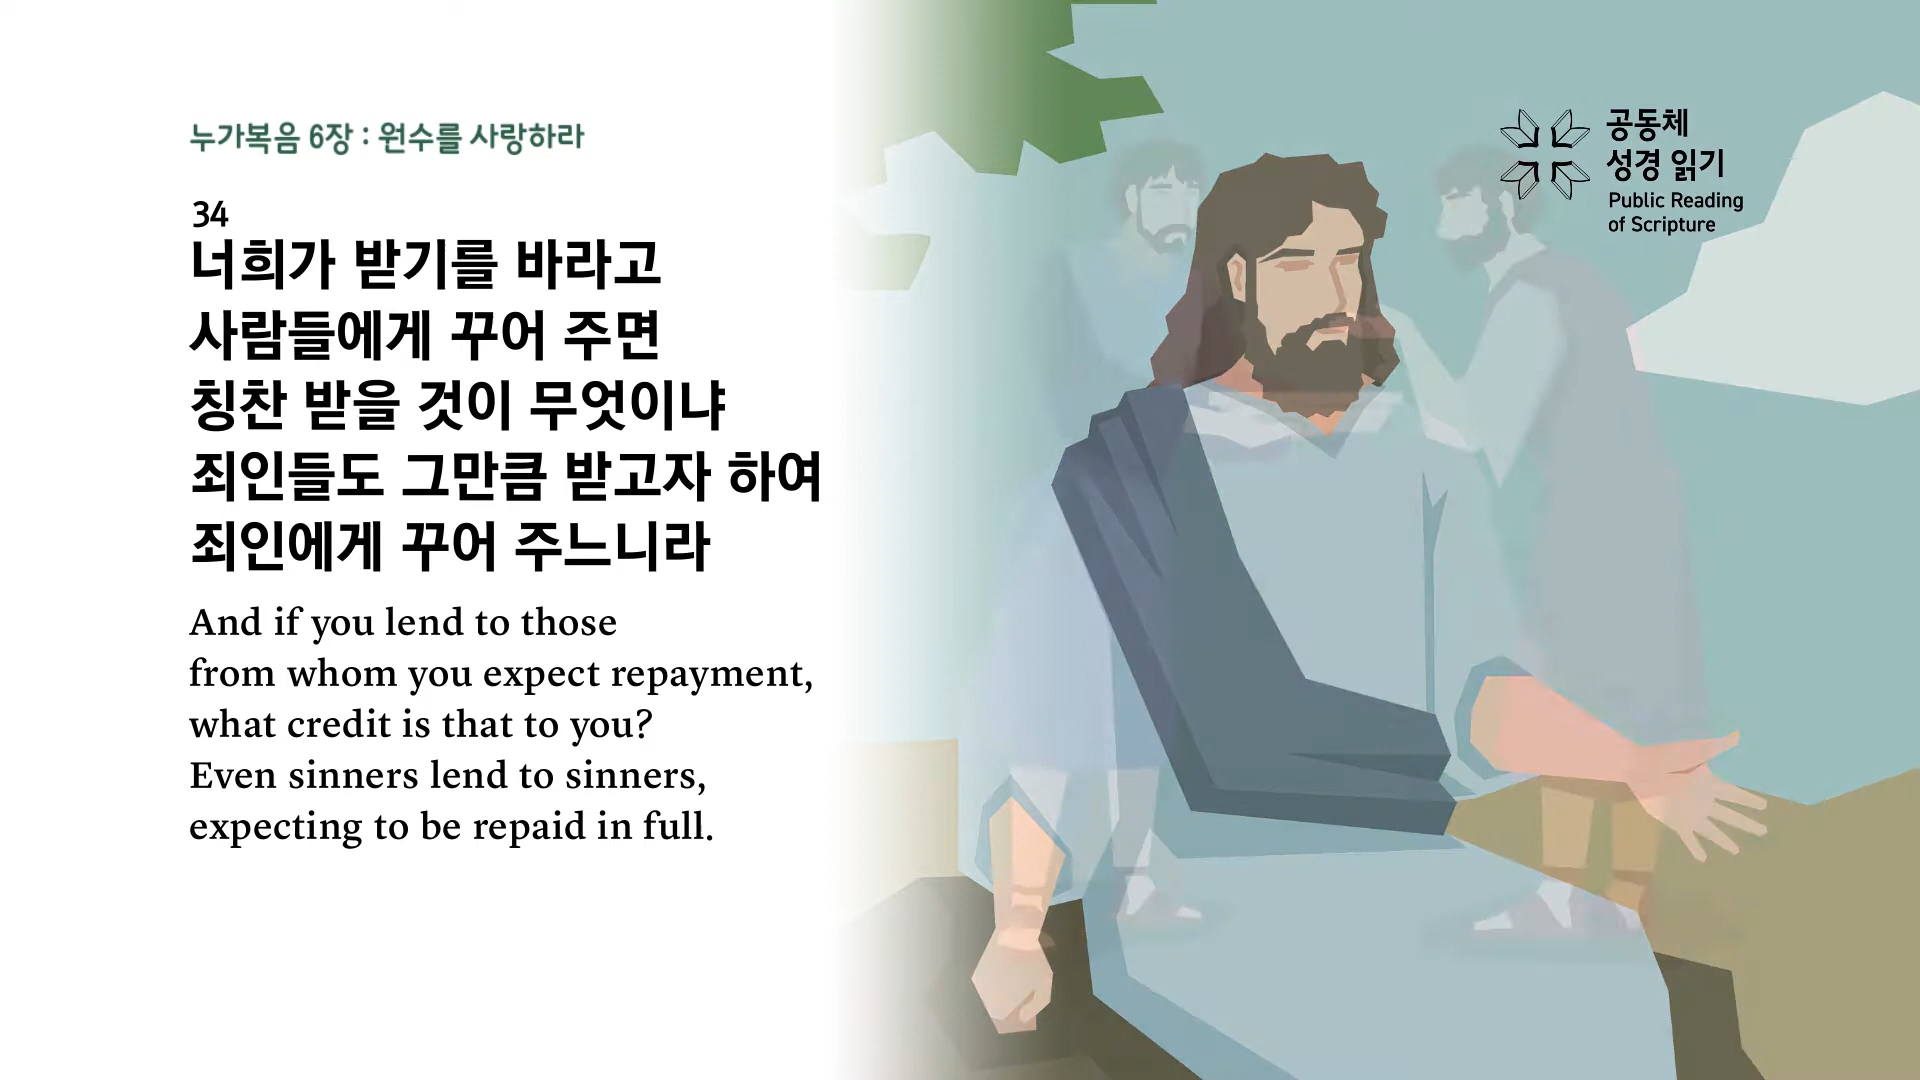 누가복음 6장 : 원수를 사랑하라
34
너희가 받기를 바라고
사람들에게 꾸어 주면
칭찬 받을 것이 무엇이냐
죄인들도 그만큼 받고자 하여
죄인에게 꾸어 주느니라
And if you lend to those
from whom you expect repayment,
what credit is that to you?
Even sinners lend to sinners,
expecting to be repaid in full.
공동체
성경 읽기
Public Reading
of Scripture